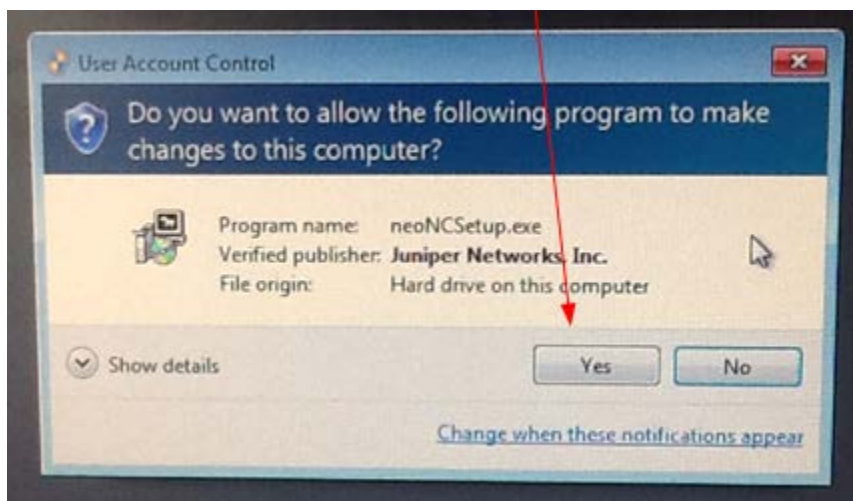 User Account Control
Do you want to allow the following program to make
changes to this computer?
Program name: neoNCSetup.exe
Verified publisher: Juniper Networks, Inc.
File origin: Hard drive on this computer
Show details
Yes
No
Change when these notifications appear